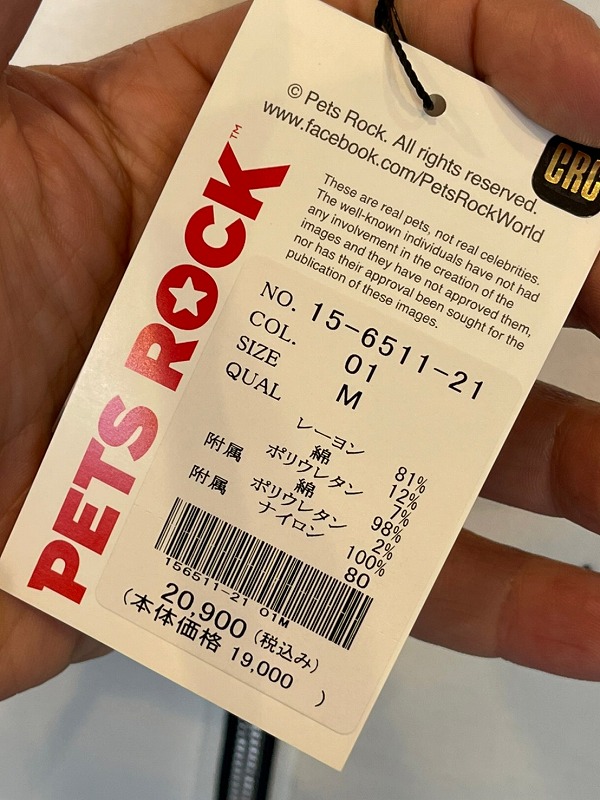 © Pets Rock. All rights reserved.
www.facebook.com/PetsRockWorld
CRO
These are real pets, not real celebrities.
The well-known individuals have not had
any involvement in the creation of the
images and they have not approved them,
nor has their approval been sought for the
publication of these images.
PETS ROCK™
NO. 15-6511-21
COL. 01
SIZE M
QUAL
レーヨン 81%
綿 12%
ポリウレタン 7%
附属 綿 98%
ポリウレタン 2%
附属 ナイロン 100%
80
156511-21 01M
20,900 (税込み)
(本体価格 19,000 )